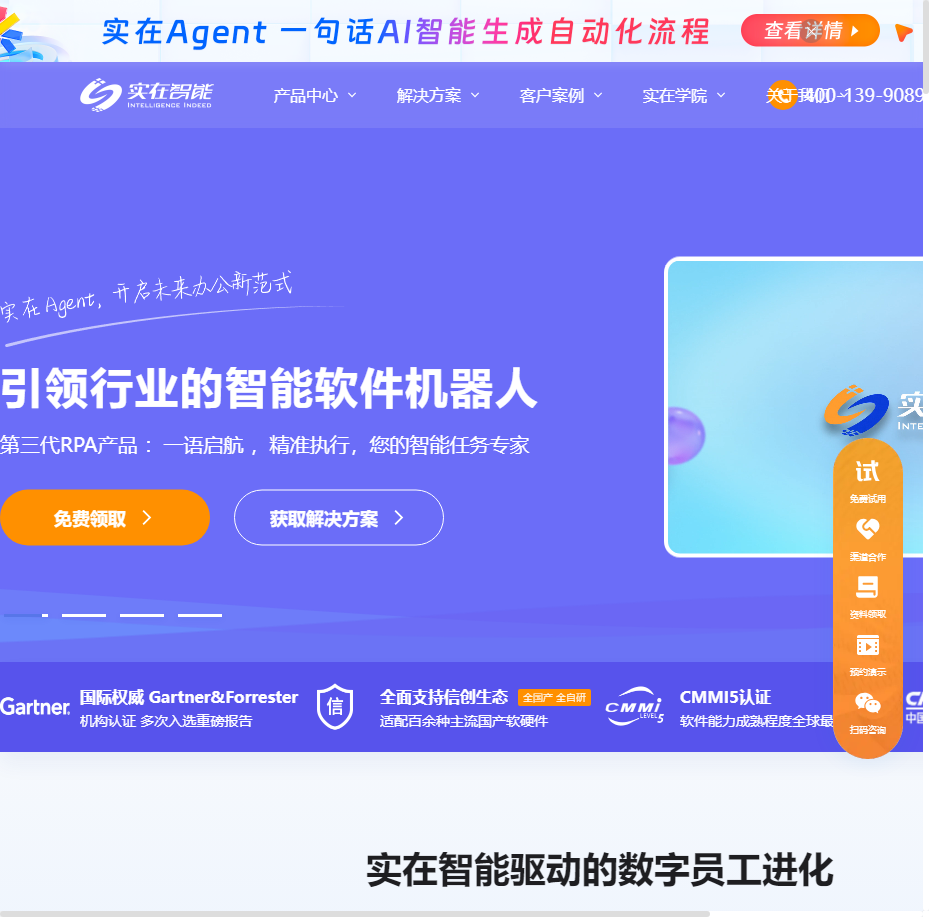 实在Agent 一句话AI智能生成自动化流程
查看详情
实在智能
INTELLIGENCE INDEED
产品中心
解决方案
客户案例
实在学院
关于我们
400-139-9089
实在 Agent, 开启未来办公新范式
引领行业的智能软件机器人
第三代RPA产品 ：一语启航 ，精准执行，您的智能任务专家
免费领取
获取解决方案
实
INTE
试
免费试用
渠道合作
资料领取
预约演示
扫码咨询
Gartner.
国际权威 Gartner&Forrester
机构认证 多次入选重磅报告
信
全面支持信创生态
全国产 全自研
适配百余种主流国产软硬件
CMMI
LEVEL5
CMMI5认证
软件能力成熟程度全球最
中国
实在智能驱动的数字员工进化